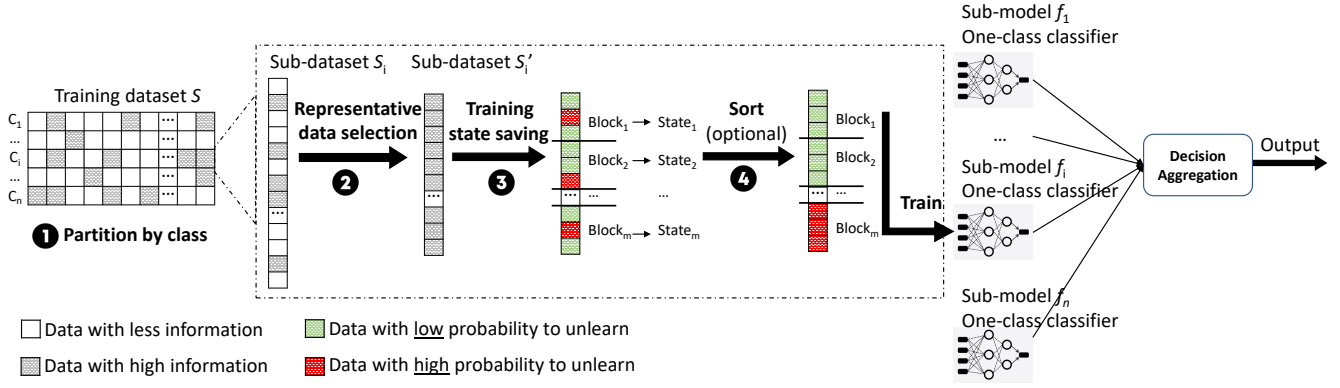 Training dataset S
C1
...
Ci
...
Cn
...
...
...
1 Partition by class
Sub-dataset Si
...
Representative
data selection
2
Sub-dataset Si’
...
Training
state saving
3
Block1 State1
Block2 State2
... ... ...
Blockm Statem
Sort
(optional)
4
Block1
Block2
... ...
Blockm
Train
Sub-model f1
One-class classifier
...
Sub-model fi
One-class classifier
Sub-model fn
One-class classifier
Decision
Aggregation
Output
Data with less information
Data with high information
Data with low probability to unlearn
Data with high probability to unlearn